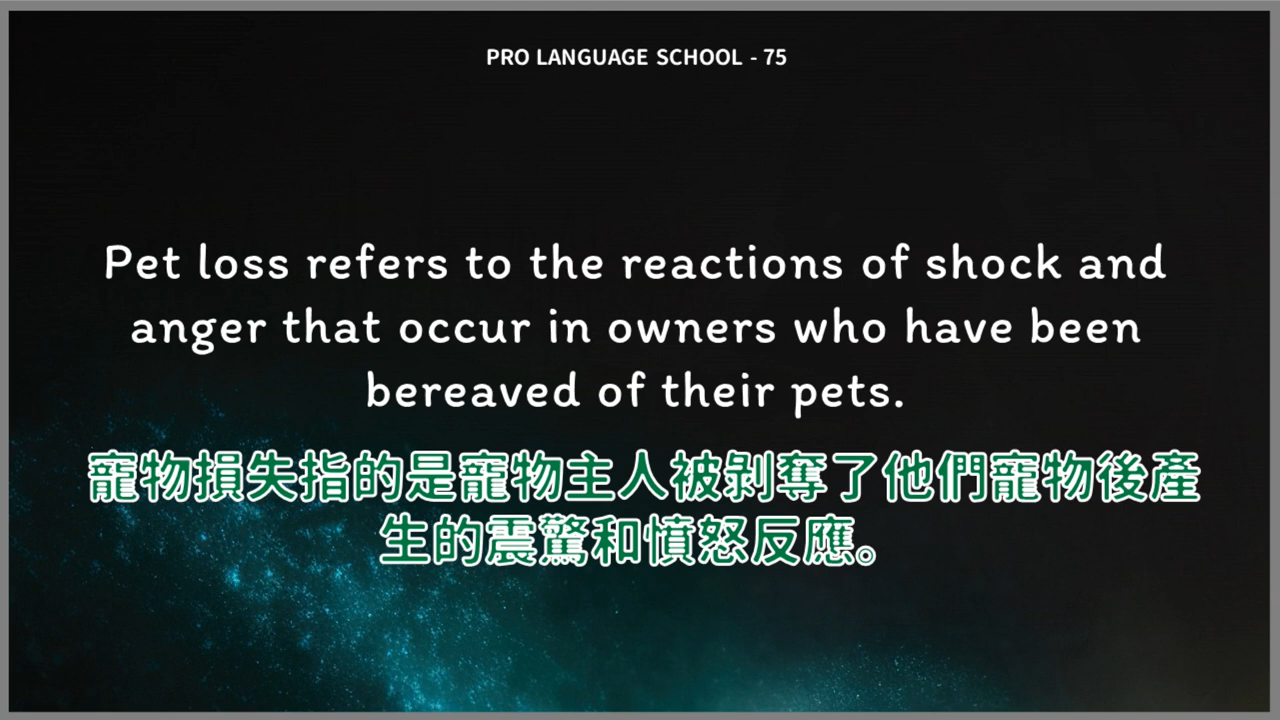 PRO LANGUAGE SCHOOL - 75
Pet loss refers to the reactions of shock and
anger that occur in owners who have been
bereaved of their pets.
寵物損失指的是寵物主人被剝奪了他們寵物後產
生的震驚和憤怒反應。